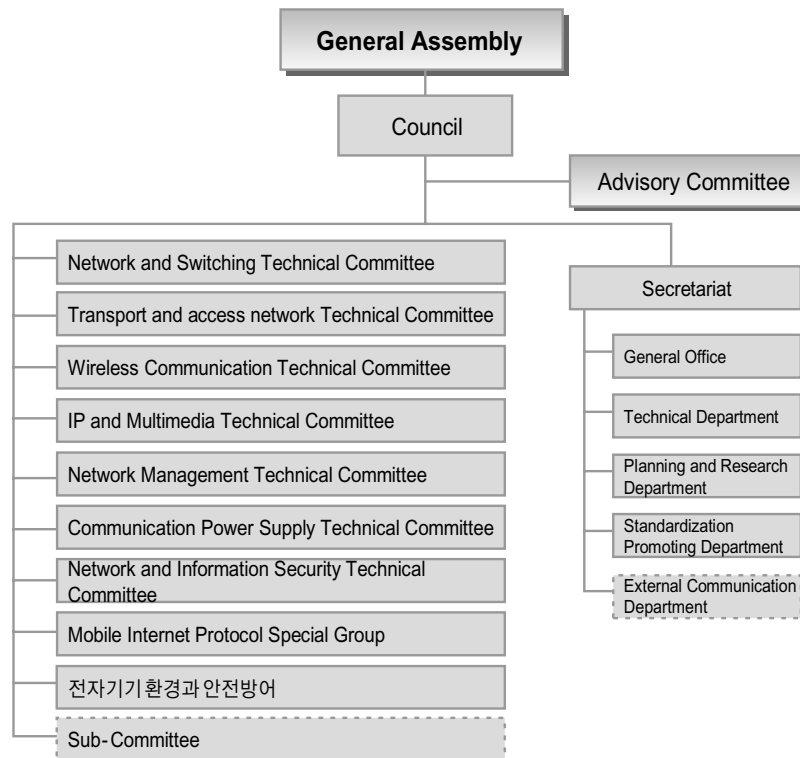 General Assembly
Council
Advisory Committee
Network and Switching Technical Committee
Transport and access network Technical Committee
Wireless Communication Technical Committee
IP and Multimedia Technical Committee
Network Management Technical Committee
Communication Power Supply Technical Committee
Network and Information Security Technical
Committee
Mobile Internet Protocol Special Group
전자기기 환경과 안전방어
Sub-Committee
Secretariat
General Office
Technical Department
Planning and Research
Department
Standardization
Promoting Department
External Communication
Department